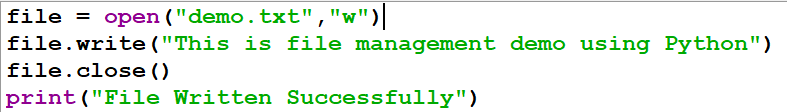 file = open("demo.txt","w")
file.write("This is file management demo using Python")
file.close()
print("File Written Successfully")